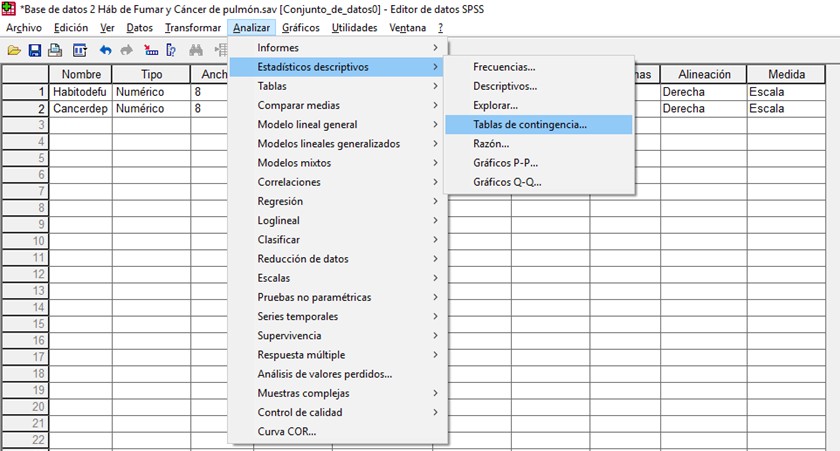 *Base de datos 2 Háb de Fumar y Cáncer de pulmón.sav [Conjunto_de_datos0] - Editor de datos SPSS
Archivo Edición Ver Datos Transformar Analizar Gráficos Utilidades Ventana ?
Nombre Tipo Anch nas Alineación Medida
1 Habitodefu Numérico 8 Derecha Escala
2 Cancerdep Numérico 8 Derecha Escala
3
4
5
6
7
8
9
10
11
12
13
14
15
16
17
18
19
20
21
22
Informes
Estadísticos descriptivos
Tablas
Comparar medias
Modelo lineal general
Modelos lineales generalizados
Modelos mixtos
Correlaciones
Regresión
Loglineal
Clasificar
Reducción de datos
Escalas
Pruebas no paramétricas
Series temporales
Supervivencia
Respuesta múltiple
Análisis de valores perdidos...
Muestras complejas
Control de calidad
Curva COR...
Frecuencias...
Descriptivos...
Explorar...
Tablas de contingencia...
Razón...
Gráficos P-P...
Gráficos Q-Q...